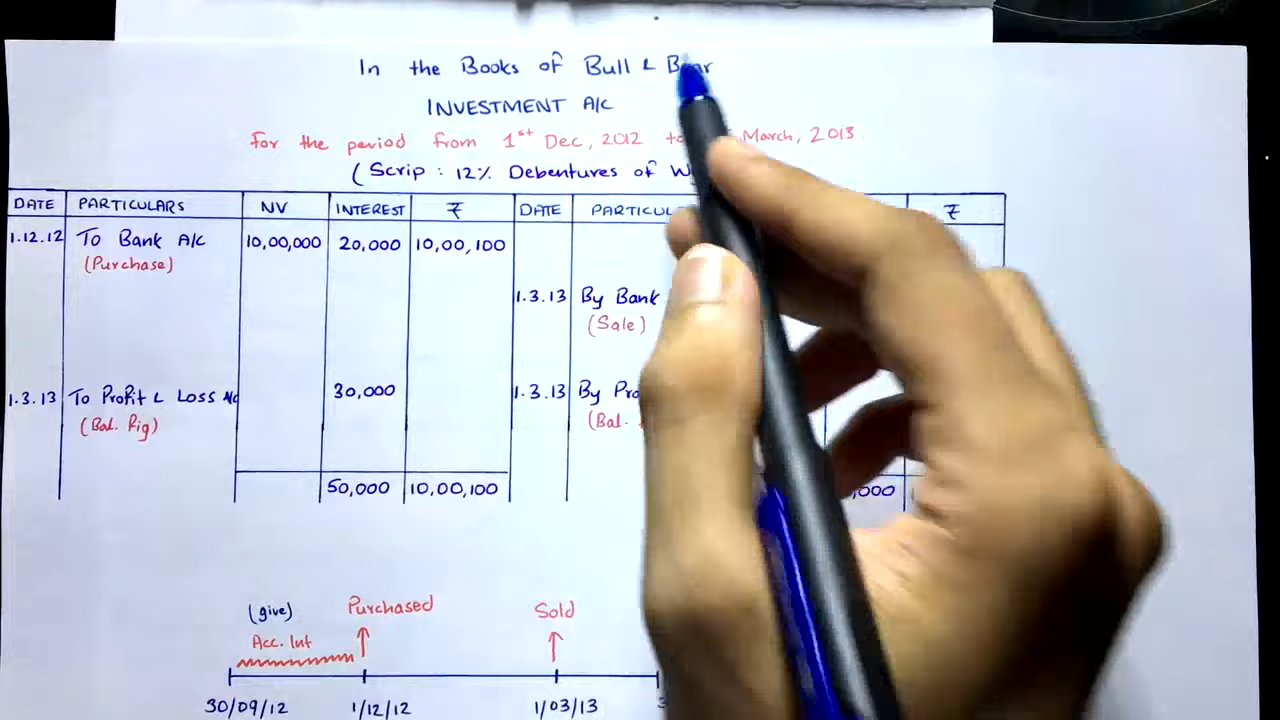 In the Books of Bull &
INVESTMENT A/C
For the period from 1st Dec, 2012 March, 2013
(Scrip : 12% Debentures of
DATE PARTICULARS NV INTEREST ₹ DATE ₹
1.12.12 To Bank A/c 10,00,000 20,000 10,00,100
(Purchase)
1.3.13 By Bank
(Sale)
1.3.13 To Profit & Loss A/c 30,000 1.3.13 By
(Bal. Fig) (Bal.
50,000 10,00,100
(give) Purchased Sold
Acc. Int
30/09/12 1/12/12 1/03/13